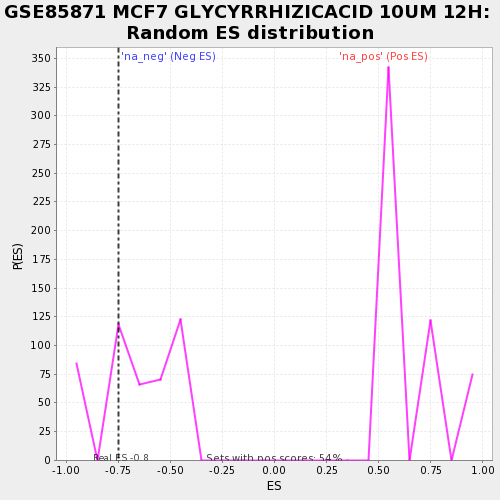 GSE85871 MCF7 GLYCYRRHIZICACID 10UM 12H:
Random ES distribution
'na_neg' (Neg ES)
'na_pos' (Pos ES)
P(ES)
350
325
300
275
250
225
200
175
150
125
100
75
50
25
0
Real ES -0.8
Sets with pos scores: 54%
-1.00 -0.75 -0.50 -0.25 0.00 0.25 0.50 0.75 1.00
ES